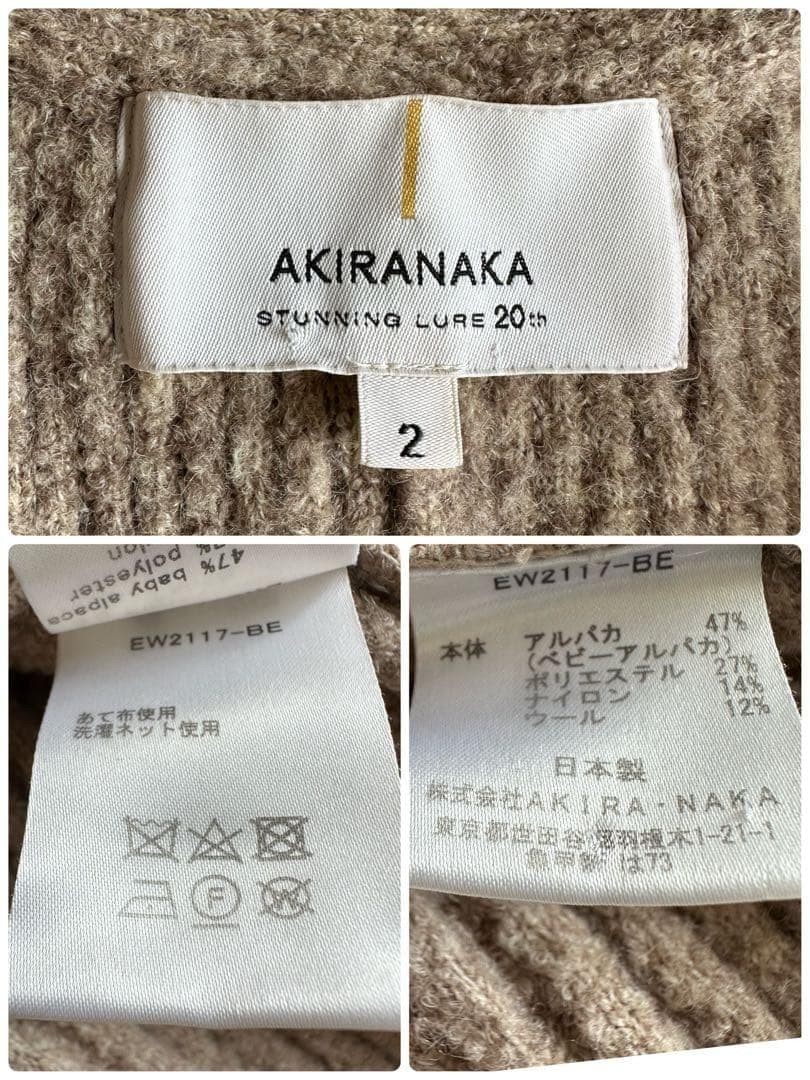 AKIRANAKA
STUNNING LURE 20th
2
47% baby alpaca
polyester
EW2117-BE
あて布使用
洗濯ネット使用
F
W
EW2117-BE
本体 アルパカ 47%
(ベビーアルパカ)
ポリエステル 27%
ナイロン 14%
ウール 12%
日本製
株式会社AKIRA・NAKA
東京都世田谷 羽根木1-21-1
は73